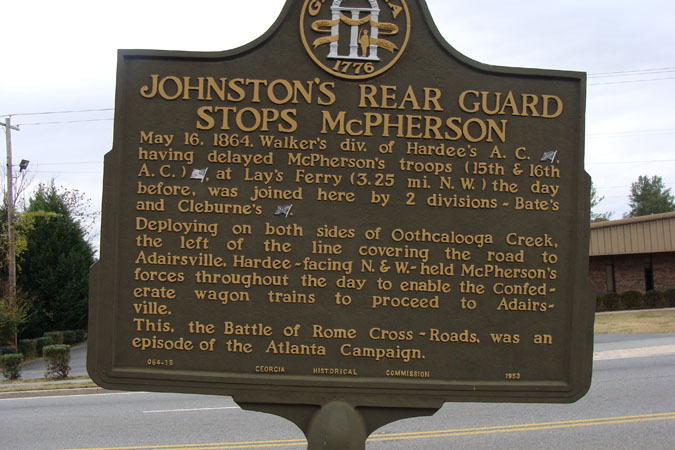 GEORGIA
1776
JOHNSTON'S REAR GUARD
STOPS McPHERSON
May 16, 1864, Walker's div. of Hardee's A. C.,
having delayed McPherson's troops (15th & 16th
A. C.), at Lay's Ferry (3.25 mi. N. W.) the day
before, was joined here by 2 divisions - Bate's
and Cleburne's
Deploying on both sides of Oothcalooga Creek,
the left of the line covering the road to
Adairsville, Hardee - facing N. & W. - held McPherson's
forces throughout the day to enable the Confed-
erate wagon trains to proceed to Adairs-
ville.
This, the Battle of Rome Cross - Roads, was an
episode of the Atlanta Campaign.
064-15 GEORGIA HISTORICAL COMMISSION 1953